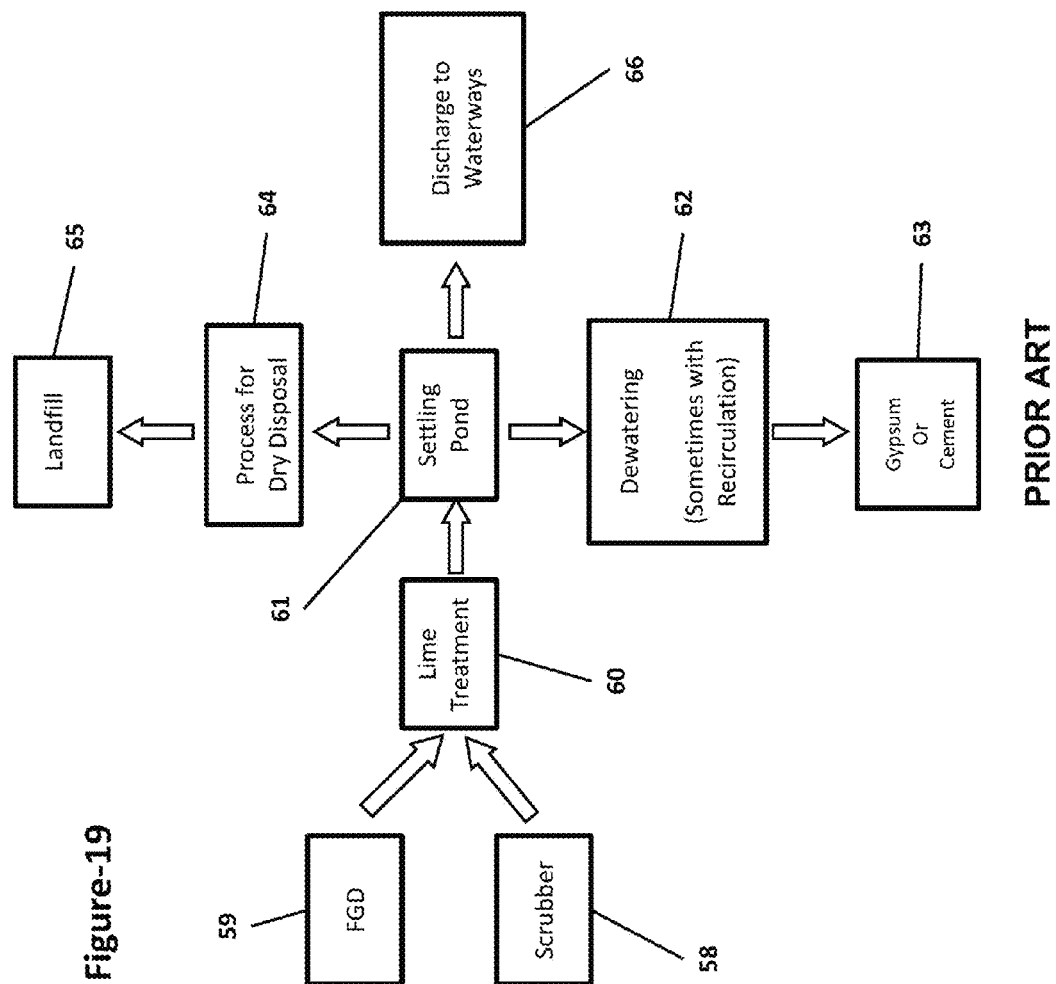 Figure-19
59
FGD
Scrubber
58
Lime
Treatment
60
61
Settling
Pond
Process for
Dry Disposal
64
Landfill
65
Dewatering
(Sometimes with
Recirculation)
62
Gypsum
Or
Cement
63
Discharge to
Waterways
66
PRIOR ART